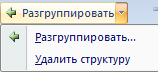 Разгруппировать
Разгруппировать...
Удалить структуру